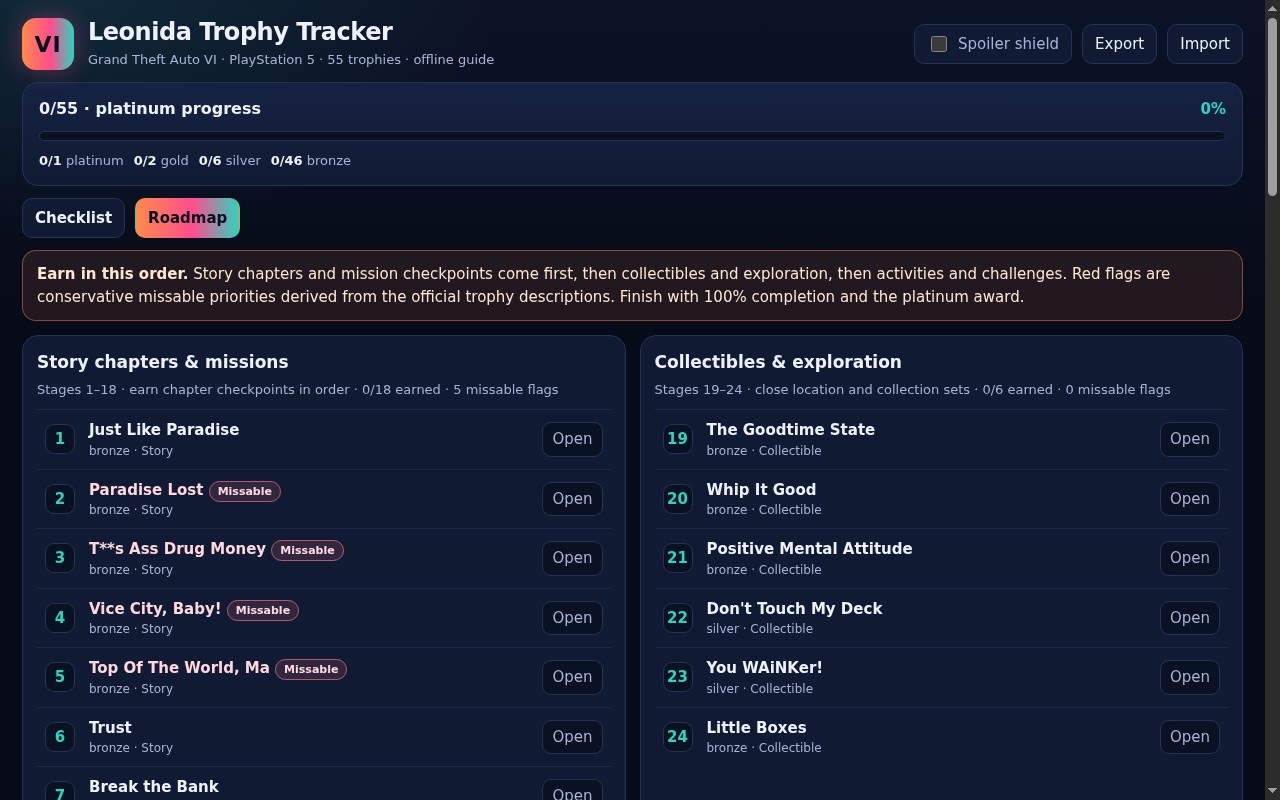 VI
Leonida Trophy Tracker
Grand Theft Auto VI · PlayStation 5 · 55 trophies · offline guide
Spoiler shield
Export
Import
0/55 · platinum progress
0%
0/1 platinum 0/2 gold 0/6 silver 0/46 bronze
Checklist
Roadmap
Earn in this order. Story chapters and mission checkpoints come first, then collectibles and exploration, then activities and challenges. Red flags are
conservative missable priorities derived from the official trophy descriptions. Finish with 100% completion and the platinum award.
Story chapters & missions
Stages 1–18 · earn chapter checkpoints in order · 0/18 earned · 5 missable flags
1
Just Like Paradise
bronze · Story
Open
2
Paradise Lost Missable
bronze · Story
Open
3
T**s Ass Drug Money Missable
bronze · Story
Open
4
Vice City, Baby! Missable
bronze · Story
Open
5
Top Of The World, Ma Missable
bronze · Story
Open
6
Trust
bronze · Story
Open
7
Break the Bank
Open
Collectibles & exploration
Stages 19–24 · close location and collection sets · 0/6 earned · 0 missable flags
19
The Goodtime State
bronze · Collectible
Open
20
Whip It Good
bronze · Collectible
Open
21
Positive Mental Attitude
bronze · Collectible
Open
22
Don't Touch My Deck
silver · Collectible
Open
23
You WAiNKer!
silver · Collectible
Open
24
Little Boxes
bronze · Collectible
Open